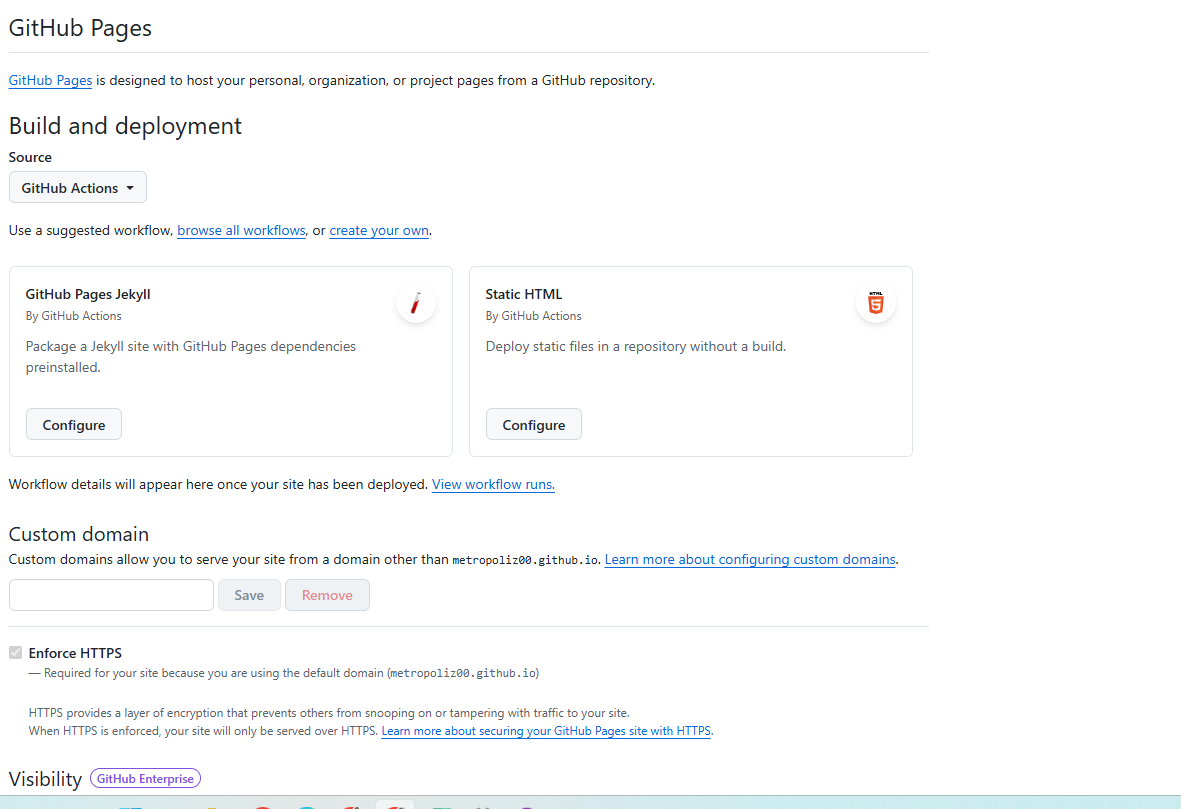 GitHub Pages
GitHub Pages is designed to host your personal, organization, or project pages from a GitHub repository.
Build and deployment
Source
GitHub Actions
Use a suggested workflow, browse all workflows, or create your own.
GitHub Pages Jekyll
By GitHub Actions
Package a Jekyll site with GitHub Pages dependencies
preinstalled.
Configure
Static HTML
HTML
5
By GitHub Actions
Deploy static files in a repository without a build.
Configure
Workflow details will appear here once your site has been deployed. View workflow runs.
Custom domain
Custom domains allow you to serve your site from a domain other than metropoliz00.github.io. Learn more about configuring custom domains.
Save
Remove
Enforce HTTPS
— Required for your site because you are using the default domain (metropoliz00.github.io)
HTTPS provides a layer of encryption that prevents others from snooping on or tampering with traffic to your site.
When HTTPS is enforced, your site will only be served over HTTPS. Learn more about securing your GitHub Pages site with HTTPS.
Visibility GitHub Enterprise